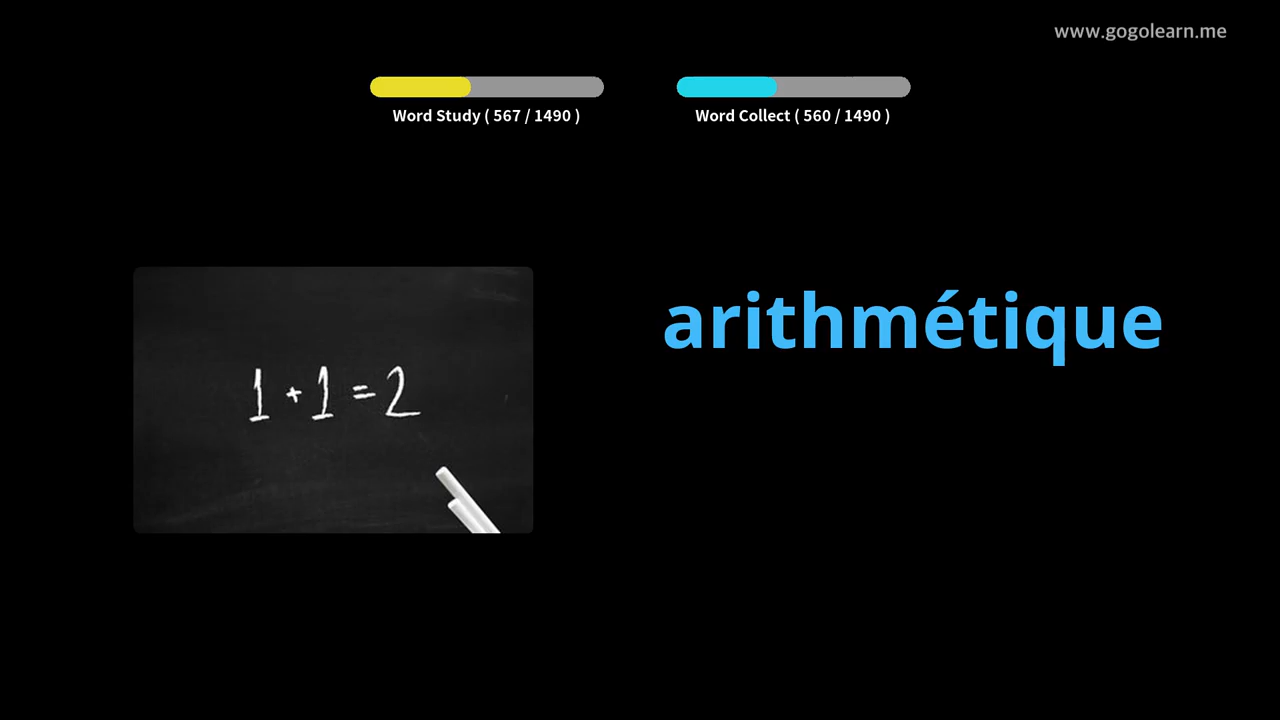 www.gogolearn.me
Word Study ( 567 / 1490 )
Word Collect ( 560 / 1490 )
arithmétique
1 + 1 = 2